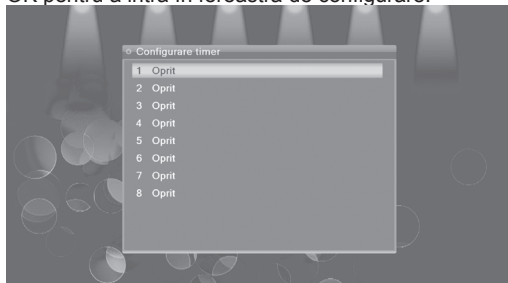 OK pentru a intra în fereastra de configurare.
Configurare timer
1 Oprit
2 Oprit
3 Oprit
4 Oprit
5 Oprit
6 Oprit
7 Oprit
8 Oprit